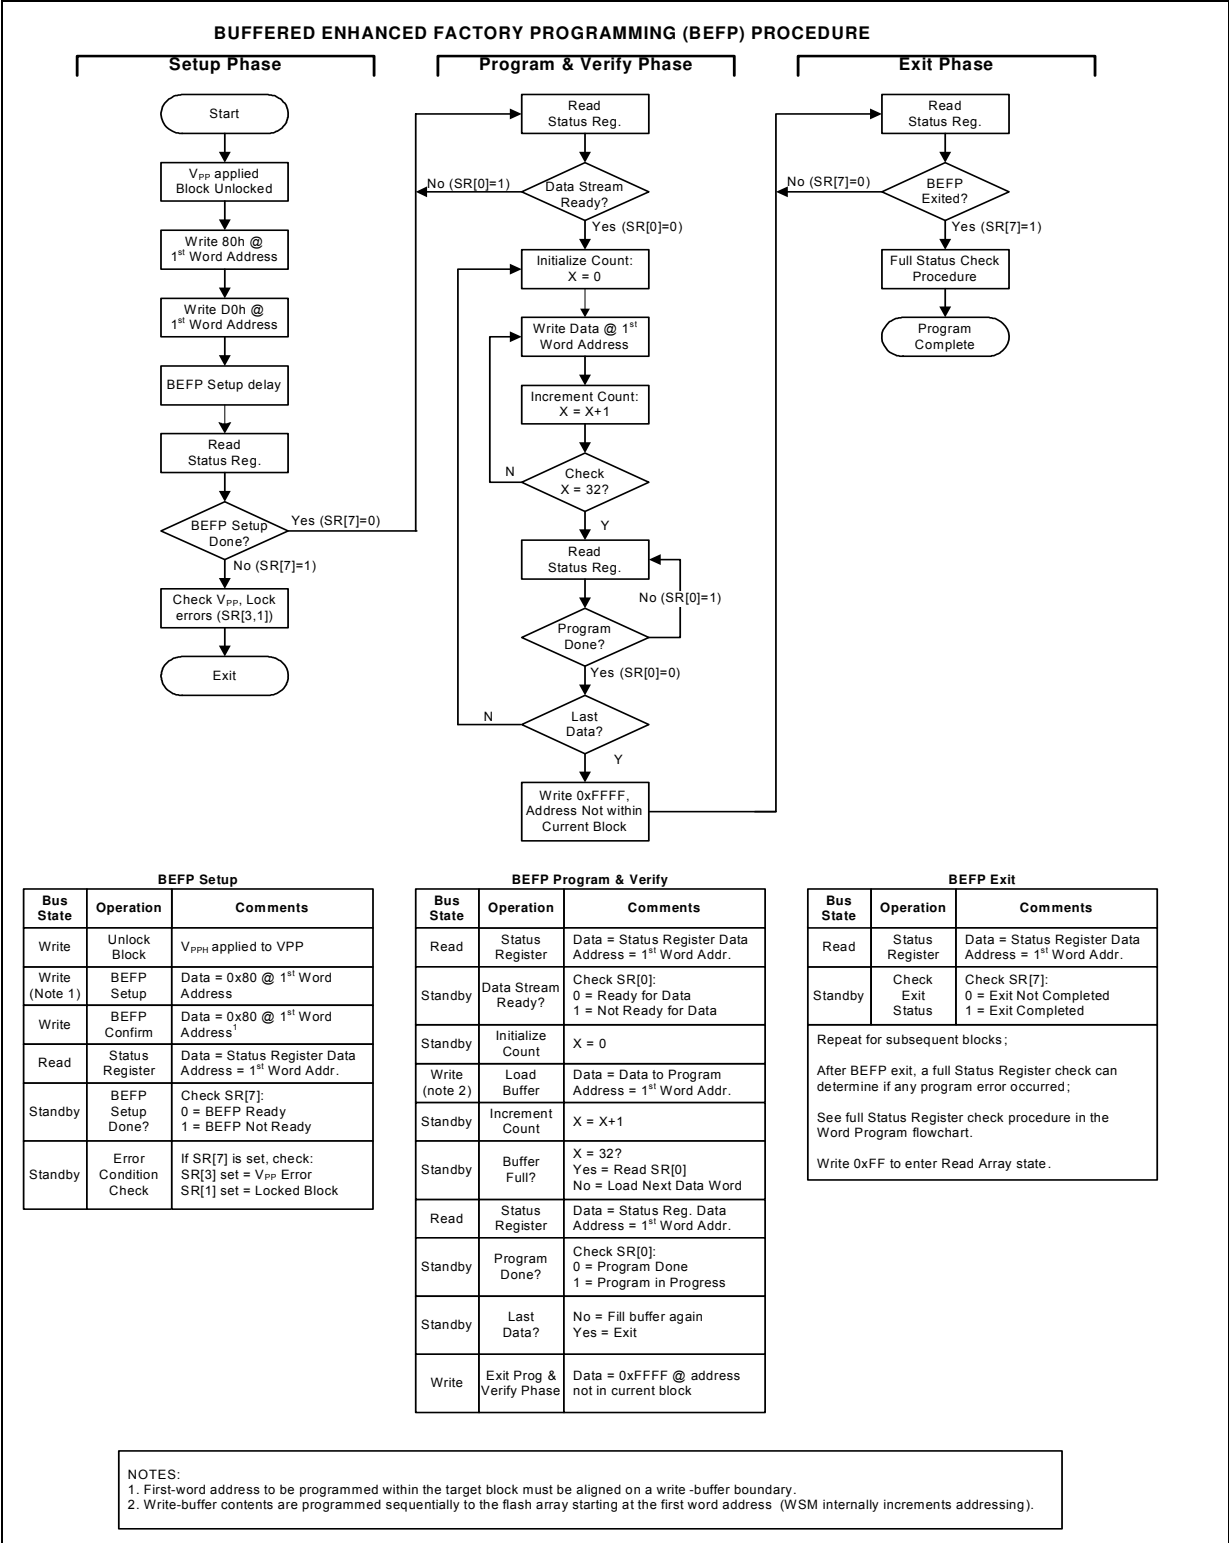 BUFFERED ENHANCED FACTORY PROGRAMMING (BEFP) PROCEDURE
Setup Phase
Program & Verify Phase
Exit Phase
Start
V_PP applied
Block Unlocked
Write 80h @
1st Word Address
Write D0h @
1st Word Address
BEFP Setup delay
Read
Status Reg.
BEFP Setup
Done?
Yes (SR[7]=0)
No (SR[7]=1)
Check V_PP, Lock
errors (SR[3,1])
Exit
Read
Status Reg.
No (SR[0]=1)
Data Stream
Ready?
Yes (SR[0]=0)
Initialize Count:
X = 0
Write Data @ 1st
Word Address
Increment Count:
X = X+1
N
Check
X = 32?
Y
Read
Status Reg.
No (SR[0]=1)
Program
Done?
Yes (SR[0]=0)
N
Last
Data?
Y
Write 0xFFFF,
Address Not within
Current Block
Read
Status Reg.
No (SR[7]=0)
BEFP
Exited?
Yes (SR[7]=1)
Full Status Check
Procedure
Program
Complete
BEFP Setup
Bus
State
Operation
Comments
Write
Unlock
Block
V_PPH applied to VPP
Write
(Note 1)
BEFP
Setup
Data = 0x80 @ 1st Word
Address
Write
BEFP
Confirm
Data = 0x80 @ 1st Word
Address1
Read
Status
Register
Data = Status Register Data
Address = 1st Word Addr.
Standby
BEFP
Setup
Done?
Check SR[7]:
0 = BEFP Ready
1 = BEFP Not Ready
Standby
Error
Condition
Check
If SR[7] is set, check:
SR[3] set = V_PP Error
SR[1] set = Locked Block
BEFP Program & Verify
Bus
State
Operation
Comments
Read
Status
Register
Data = Status Register Data
Address = 1st Word Addr.
Standby
Data Stream
Ready?
Check SR[0]:
0 = Ready for Data
1 = Not Ready for Data
Standby
Initialize
Count
X = 0
Write
(note 2)
Load
Buffer
Data = Data to Program
Address = 1st Word Addr.
Standby
Increment
Count
X = X+1
Standby
Buffer
Full?
X = 32?
Yes = Read SR[0]
No = Load Next Data Word
Read
Status
Register
Data = Status Reg. Data
Address = 1st Word Addr.
Standby
Program
Done?
Check SR[0]:
0 = Program Done
1 = Program in Progress
Standby
Last
Data?
No = Fill buffer again
Yes = Exit
Write
Exit Prog &
Verify Phase
Data = 0xFFFF @ address
not in current block
BEFP Exit
Bus
State
Operation
Comments
Read
Status
Register
Data = Status Register Data
Address = 1st Word Addr.
Standby
Check
Exit
Status
Check SR[7]:
0 = Exit Not Completed
1 = Exit Completed
Repeat for subsequent blocks;
After BEFP exit, a full Status Register check can
determine if any program error occurred;
See full Status Register check procedure in the
Word Program flowchart.
Write 0xFF to enter Read Array state.
NOTES:
1. First-word address to be programmed within the target block must be aligned on a write -buffer boundary.
2. Write-buffer contents are programmed sequentially to the flash array starting at the first word address (WSM internally increments addressing).